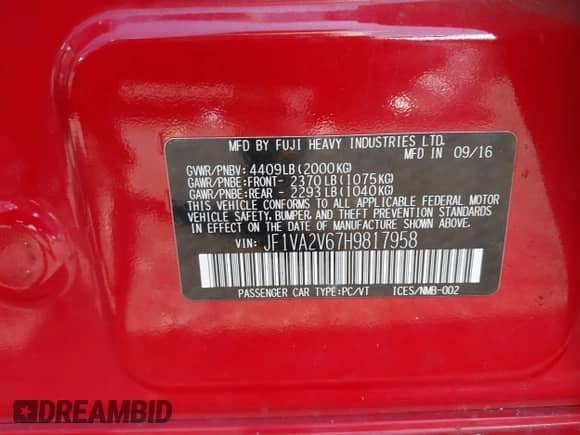 MFD BY FUJI HEAVY INDUSTRIES LTD.
MFD IN 09/16
GVWR/PNBV: 4409LB(2000KG)
GAWR/PNBE:FRONT- 2370LB(1075KG)
GAWR/PNBE:REAR - 2293LB(1040KG)
THIS VEHICLE CONFORMS TO ALL APPLICABLE FEDERAL MOTOR
VEHICLE SAFETY, BUMPER, AND THEFT PREVENTION STANDARDS
IN EFFECT ON THE DATE OF MANUFACTURE SHOWN ABOVE.
VIN: JF1VA2V67H9817958
PASSENGER CAR TYPE:PC/VT ICES/NMB-002
DREAMBID